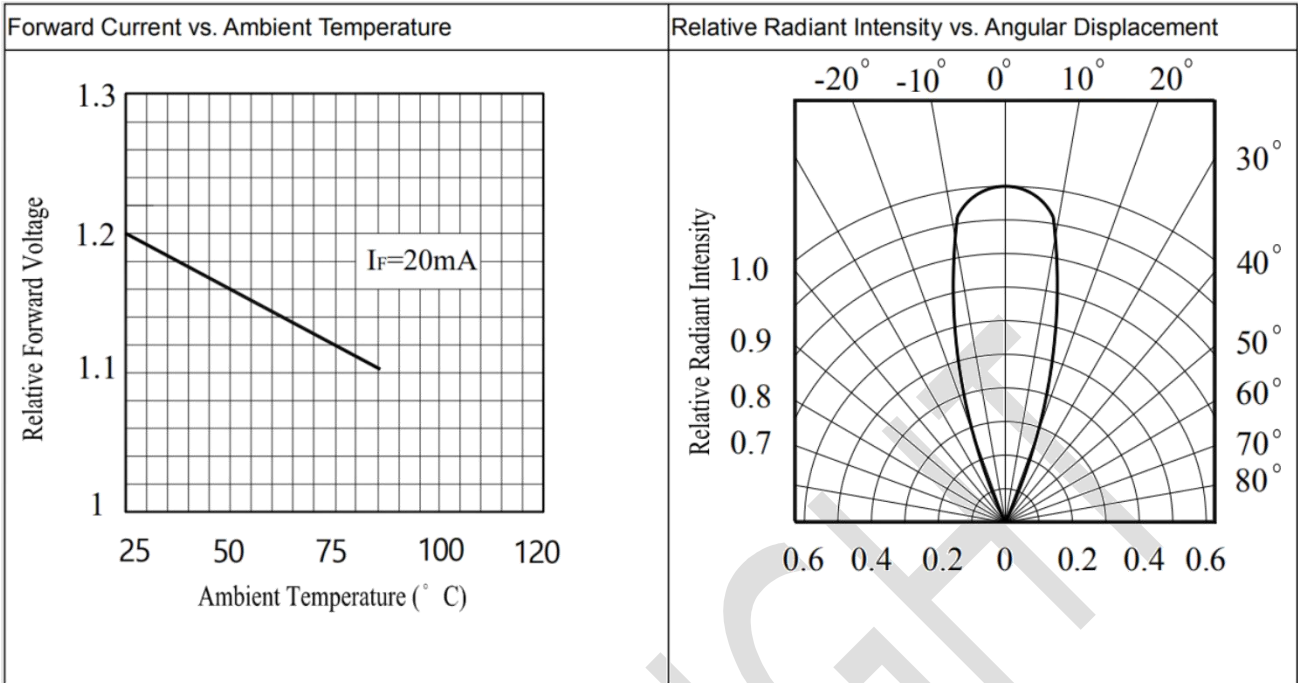 Forward Current vs. Ambient Temperature
Relative Forward Voltage
1.3
1.2
1.1
1
IF=20mA
25 50 75 100 120
Ambient Temperature (° C)
Relative Radiant Intensity vs. Angular Displacement
-20° -10° 0° 10° 20°
30°
40°
50°
60°
70°
80°
Relative Radiant Intensity
1.0
0.9
0.8
0.7
0.6 0.4 0.2 0 0.2 0.4 0.6